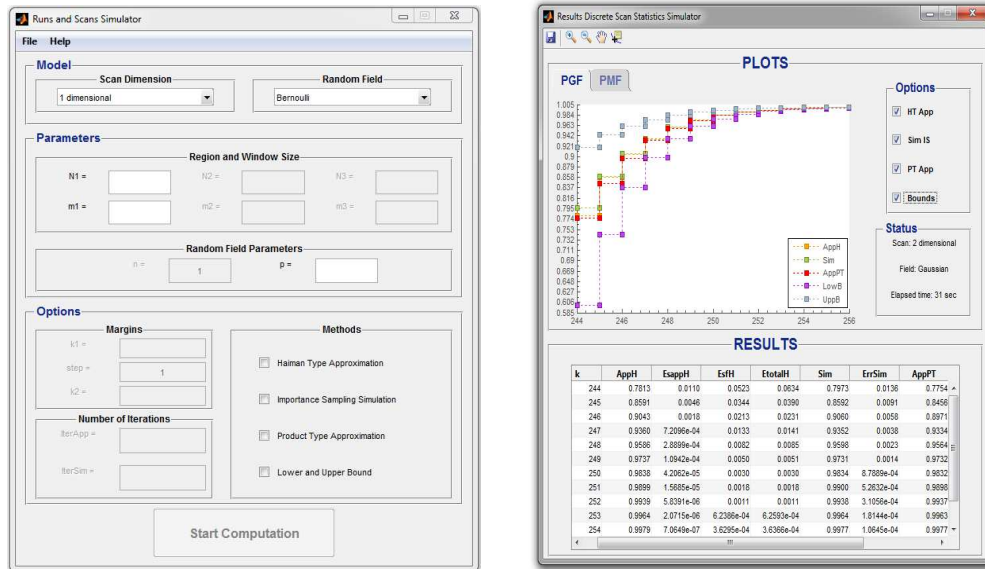 Runs and Scans Simulator
File Help
Model
Scan Dimension
Random Field
1 dimensional
Bernoulli
Parameters
Region and Window Size
N1 =
N2 =
N3 =
m1 =
m2 =
m3 =
Random Field Parameters
n =
1
p =
Options
Margins
k1 =
step =
1
k2 =
Number of Iterations
IterApp =
IterSim =
Methods
Haiman Type Approximation
Importance Sampling Simulation
Product Type Approximation
Lower and Upper Bound
Start Computation
Results Discrete Scan Statistics Simulator
PLOTS
PGF PMF
1.005
0.984
0.963
0.942
0.921
0.9
0.879
0.858
0.837
0.816
0.795
0.774
0.753
0.732
0.711
0.69
0.669
0.648
0.627
0.606
0.585
244 246 248 250 252 254 256
AppH
Sim
AppPT
LowB
UppB
Options
HT App
Sim IS
PT App
Bounds
Status
Scan: 2 dimensional
Field: Gaussian
Elapsed time: 31 sec
RESULTS
k AppH EsappH EsfH EtotalH Sim ErrSim AppPT
244 0.7813 0.0110 0.0523 0.0634 0.7973 0.0136 0.7754
245 0.8591 0.0046 0.0344 0.0390 0.8592 0.0091 0.8456
246 0.9043 0.0018 0.0213 0.0231 0.9060 0.0058 0.8971
247 0.9360 7.2096e-04 0.0133 0.0141 0.9352 0.0038 0.9334
248 0.9586 2.8899e-04 0.0082 0.0085 0.9598 0.0023 0.9564
249 0.9737 1.0942e-04 0.0050 0.0051 0.9731 0.0014 0.9732
250 0.9838 4.2062e-05 0.0030 0.0030 0.9834 8.7889e-04 0.9832
251 0.9899 1.5685e-05 0.0018 0.0018 0.9900 5.2632e-04 0.9898
252 0.9939 5.8391e-06 0.0011 0.0011 0.9938 3.1056e-04 0.9937
253 0.9964 2.0715e-06 6.2386e-04 6.2593e-04 0.9964 1.8144e-04 0.9963
254 0.9979 7.0649e-07 3.6295e-04 3.6366e-04 0.9977 1.0645e-04 0.9977